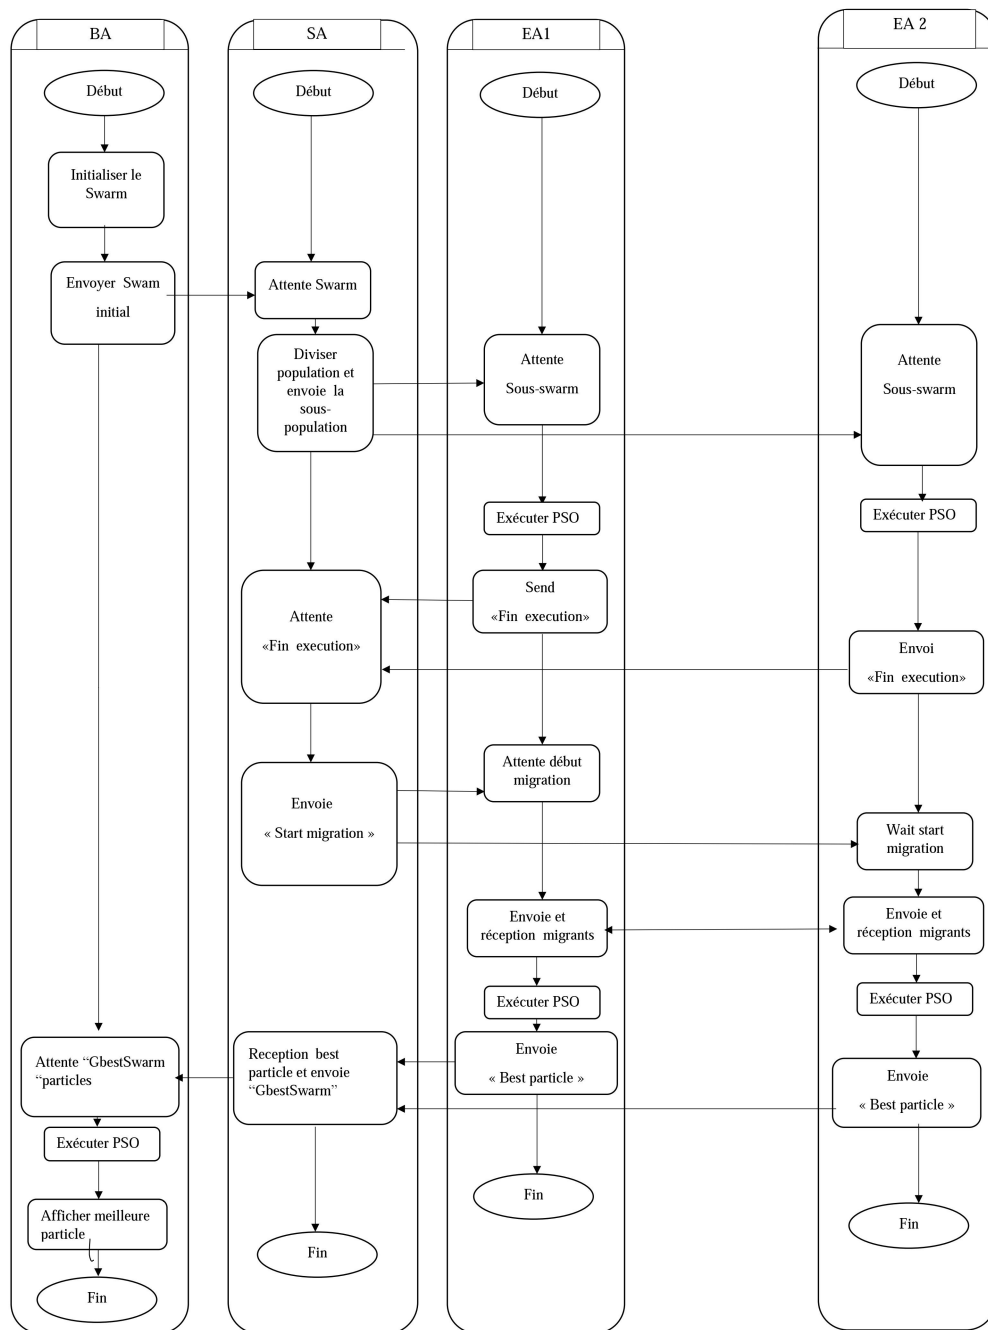 BA
Début
Initialiser le
Swarm
Envoyer Swam
initial
Attente “GbestSwarm
“particles
Exécuter PSO
Afficher meilleure
particle
Fin
SA
Début
Attente Swarm
Diviser
population et
envoie la
sous-
population
Attente
«Fin execution»
Envoie
« Start migration »
Reception best
particle et envoie
“GbestSwarm”
Fin
EA1
Début
Attente
Sous-swarm
Exécuter PSO
Send
«Fin execution»
Attente début
migration
Envoie et
réception migrants
Exécuter PSO
Envoie
« Best particle »
Fin
EA 2
Début
Attente
Sous-swarm
Exécuter PSO
Envoi
«Fin execution»
Wait start
migration
Envoie et
réception migrants
Exécuter PSO
Envoie
« Best particle »
Fin